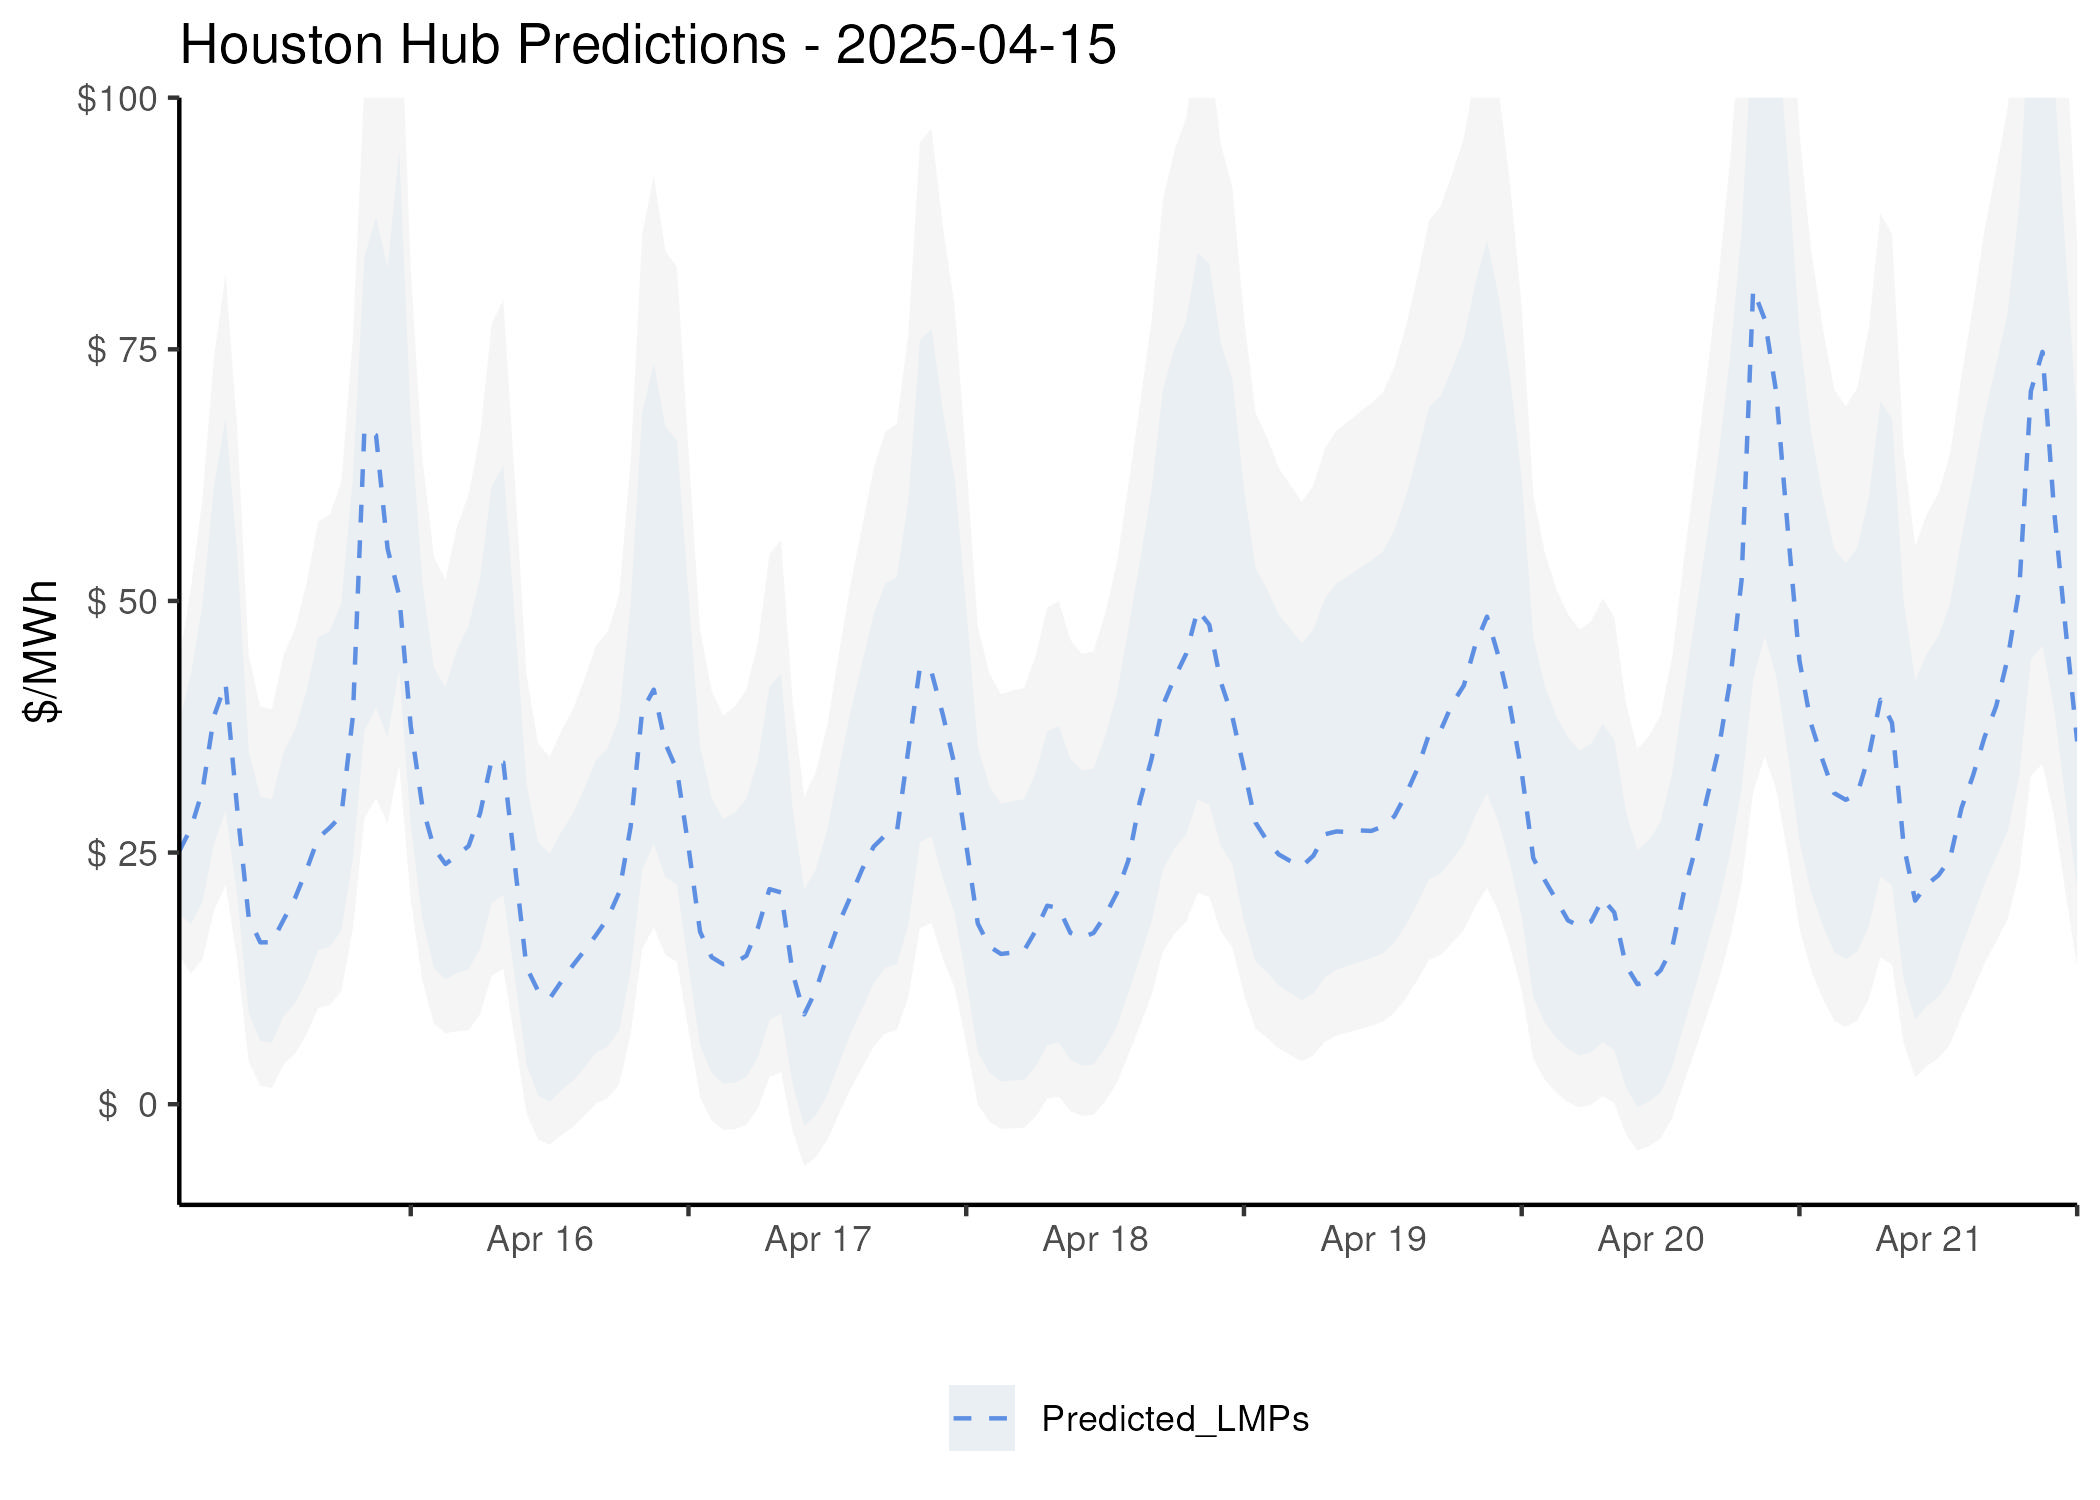 Houston Hub Predictions - 2025-04-15
$100
$ 75
$ 50
$ 25
$  0
$/MWh
Apr 16 Apr 17 Apr 18 Apr 19 Apr 20 Apr 21
Predicted_LMPs